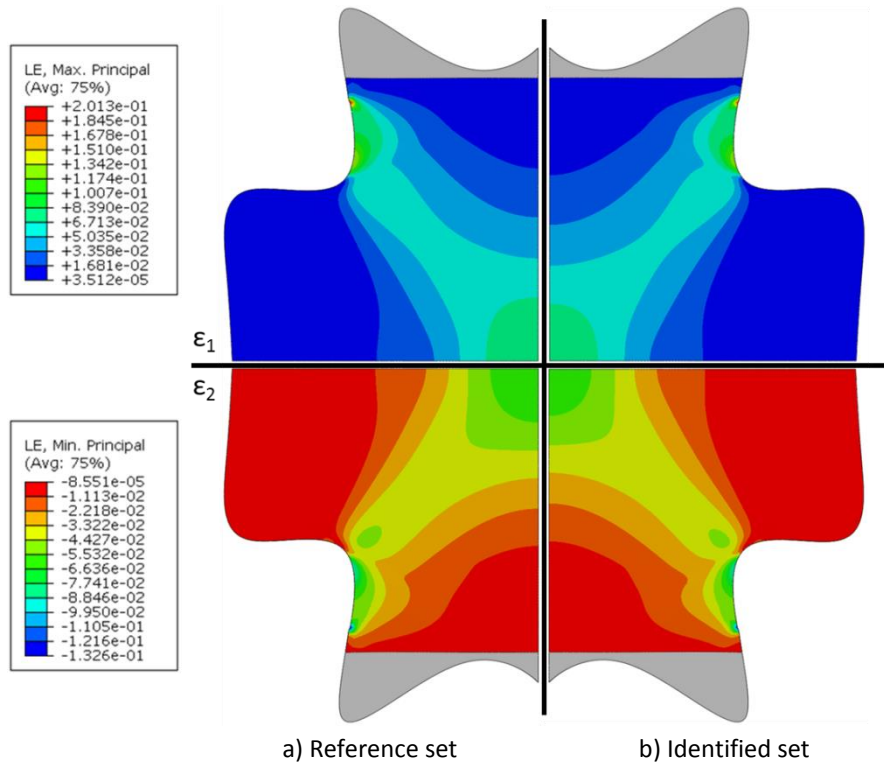 LE, Max. Principal
(Avg: 75%)
+2.013e-01
+1.845e-01
+1.678e-01
+1.510e-01
+1.342e-01
+1.174e-01
+1.007e-01
+8.390e-02
+6.713e-02
+5.035e-02
+3.358e-02
+1.681e-02
+3.512e-05
ε₁
ε₂
LE, Min. Principal
(Avg: 75%)
-8.551e-05
-1.113e-02
-2.218e-02
-3.322e-02
-4.427e-02
-5.532e-02
-6.636e-02
-7.741e-02
-8.846e-02
-9.950e-02
-1.105e-01
-1.216e-01
-1.326e-01
a) Reference set
b) Identified set